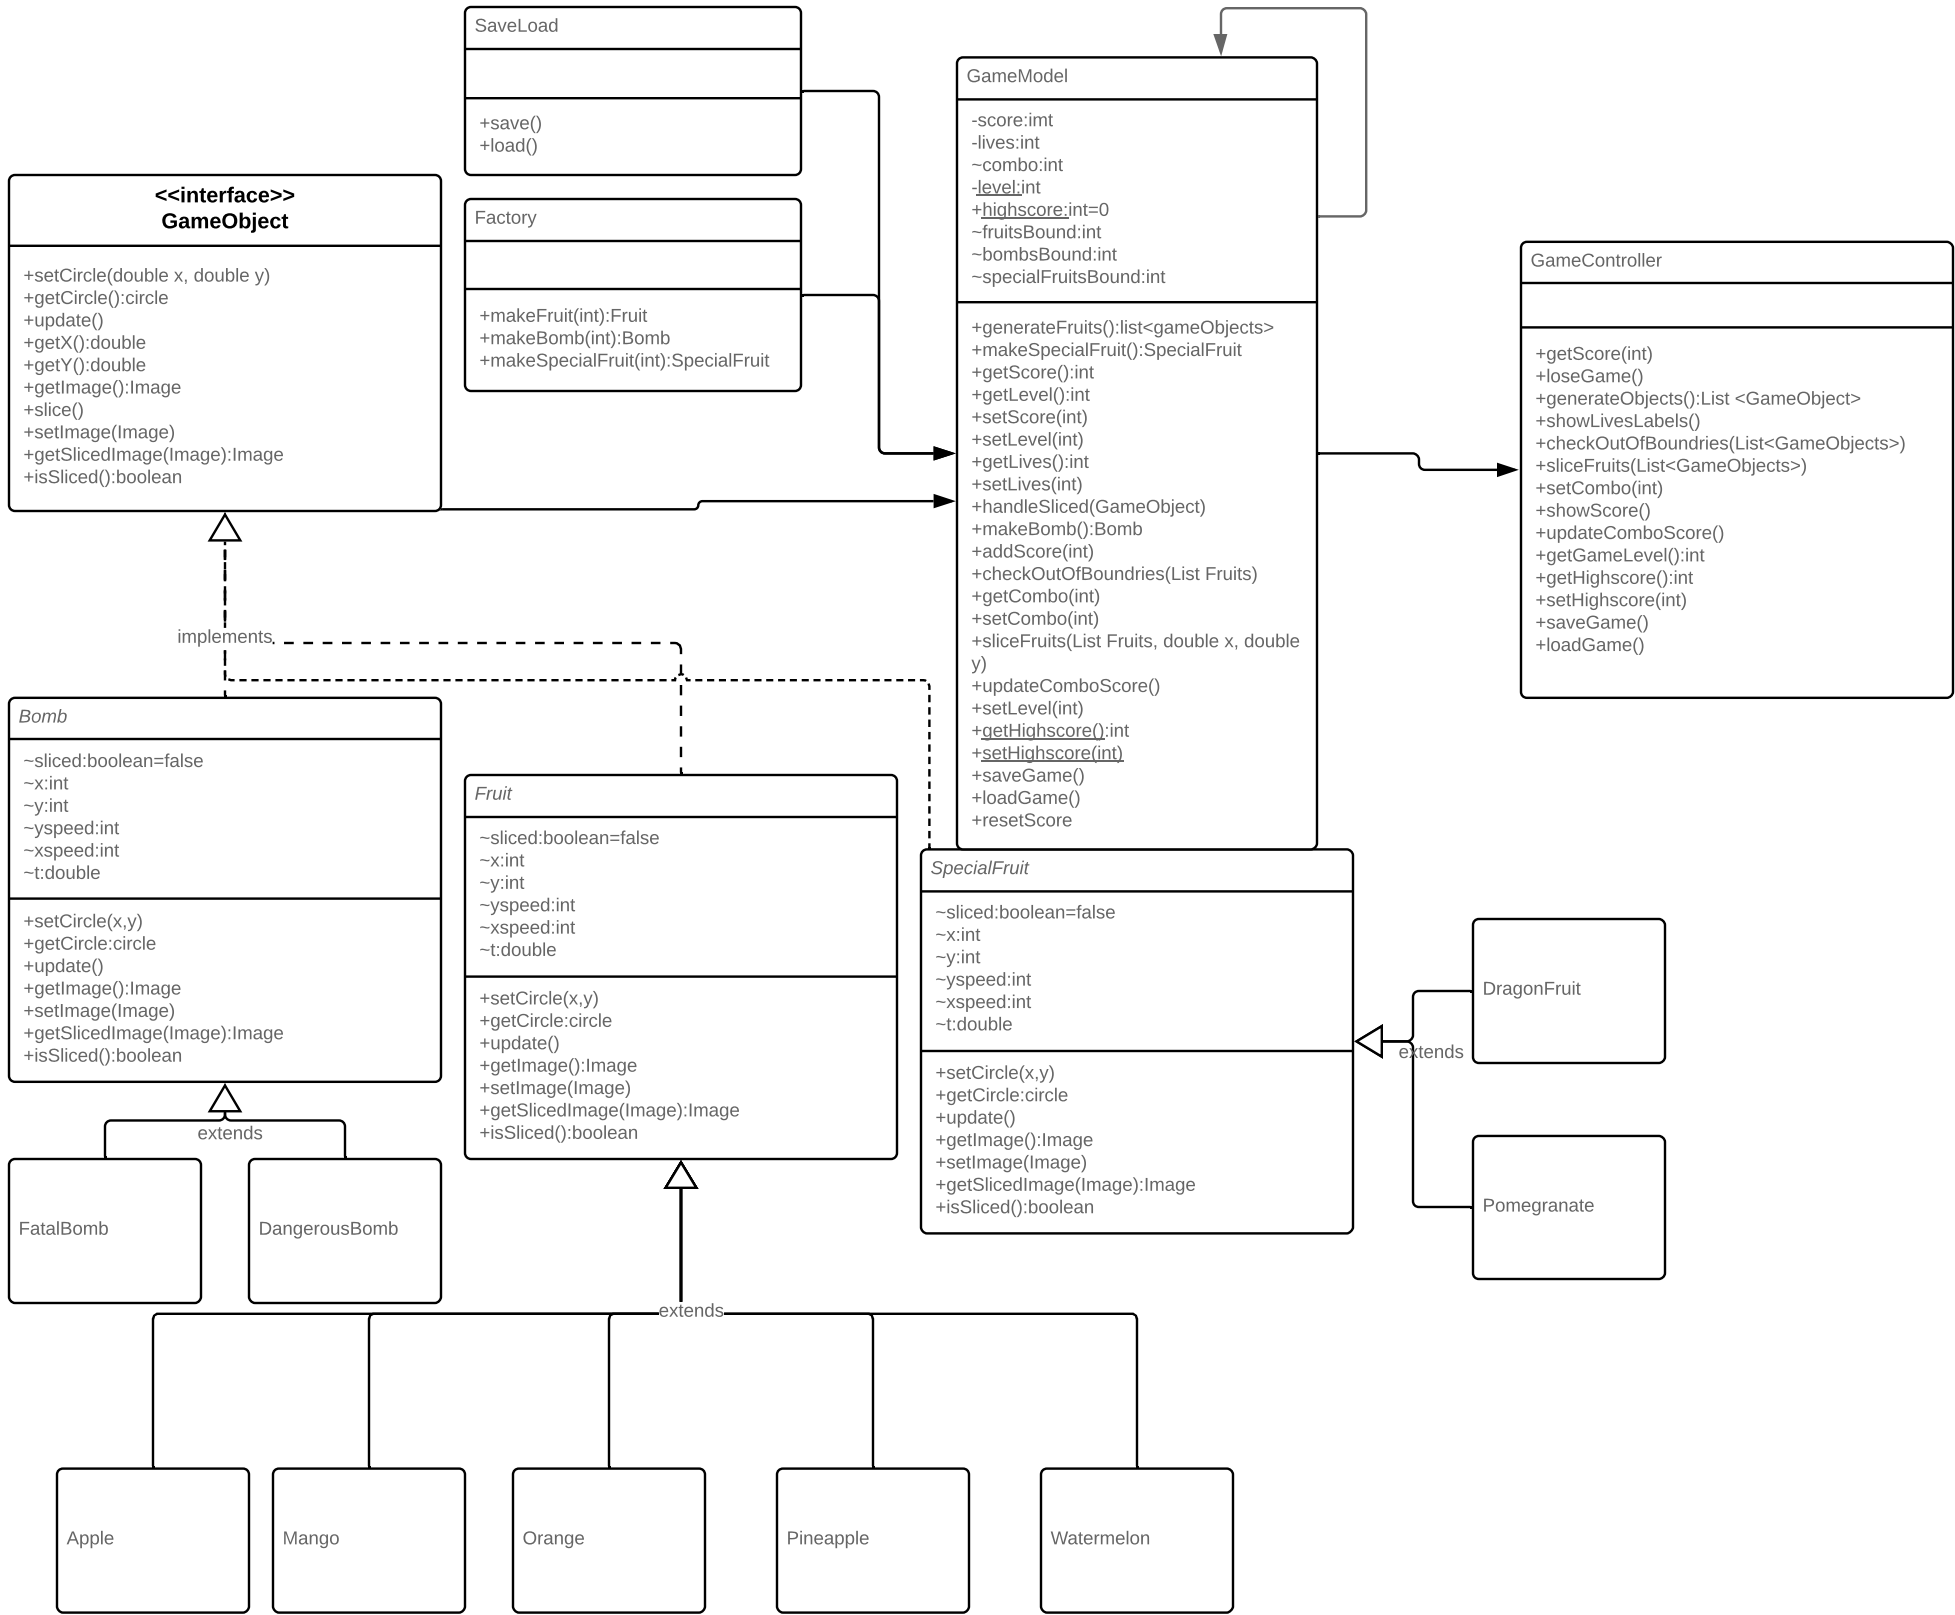 SaveLoad
+save()
+load()
<<interface>>
GameObject
+setCircle(double x, double y)
+getCircle():circle
+update()
+getX():double
+getY():double
+getImage():Image
+slice()
+setImage(Image)
+getSlicedImage(Image):Image
+isSliced():boolean
Factory
+makeFruit(int):Fruit
+makeBomb(int):Bomb
+makeSpecialFruit(int):SpecialFruit
GameModel
-score:imt
-lives:int
~combo:int
-level:int
+highscore:int=0
~fruitsBound:int
~bombsBound:int
~specialFruitsBound:int
+generateFruits():list<gameObjects>
+makeSpecialFruit():SpecialFruit
+getScore():int
+getLevel():int
+setScore(int)
+setLevel(int)
+getLives():int
+setLives(int)
+handleSliced(GameObject)
+makeBomb():Bomb
+addScore(int)
+checkOutOfBoundries(List Fruits)
+getCombo(int)
+setCombo(int)
+sliceFruits(List Fruits, double x, double
y)
+updateComboScore()
+setLevel(int)
+getHighscore():int
+setHighscore(int)
+saveGame()
+loadGame()
+resetScore
GameController
+getScore(int)
+loseGame()
+generateObjects():List <GameObject>
+showLivesLabels()
+checkOutOfBoundries(List<GameObjects>)
+sliceFruits(List<GameObjects>)
+setCombo(int)
+showScore()
+updateComboScore()
+getGameLevel():int
+getHighscore():int
+setHighscore(int)
+saveGame()
+loadGame()
implements
Bomb
~sliced:boolean=false
~x:int
~y:int
~yspeed:int
~xspeed:int
~t:double
+setCircle(x,y)
+getCircle:circle
+update()
+getImage():Image
+setImage(Image)
+getSlicedImage(Image):Image
+isSliced():boolean
Fruit
~sliced:boolean=false
~x:int
~y:int
~yspeed:int
~xspeed:int
~t:double
+setCircle(x,y)
+getCircle:circle
+update()
+getImage():Image
+setImage(Image)
+getSlicedImage(Image):Image
+isSliced():boolean
SpecialFruit
~sliced:boolean=false
~x:int
~y:int
~yspeed:int
~xspeed:int
~t:double
+setCircle(x,y)
+getCircle:circle
+update()
+getImage():Image
+setImage(Image)
+getSlicedImage(Image):Image
+isSliced():boolean
DragonFruit
extends
Pomegranate
extends
FatalBomb
DangerousBomb
extends
Apple
Mango
Orange
Pineapple
Watermelon